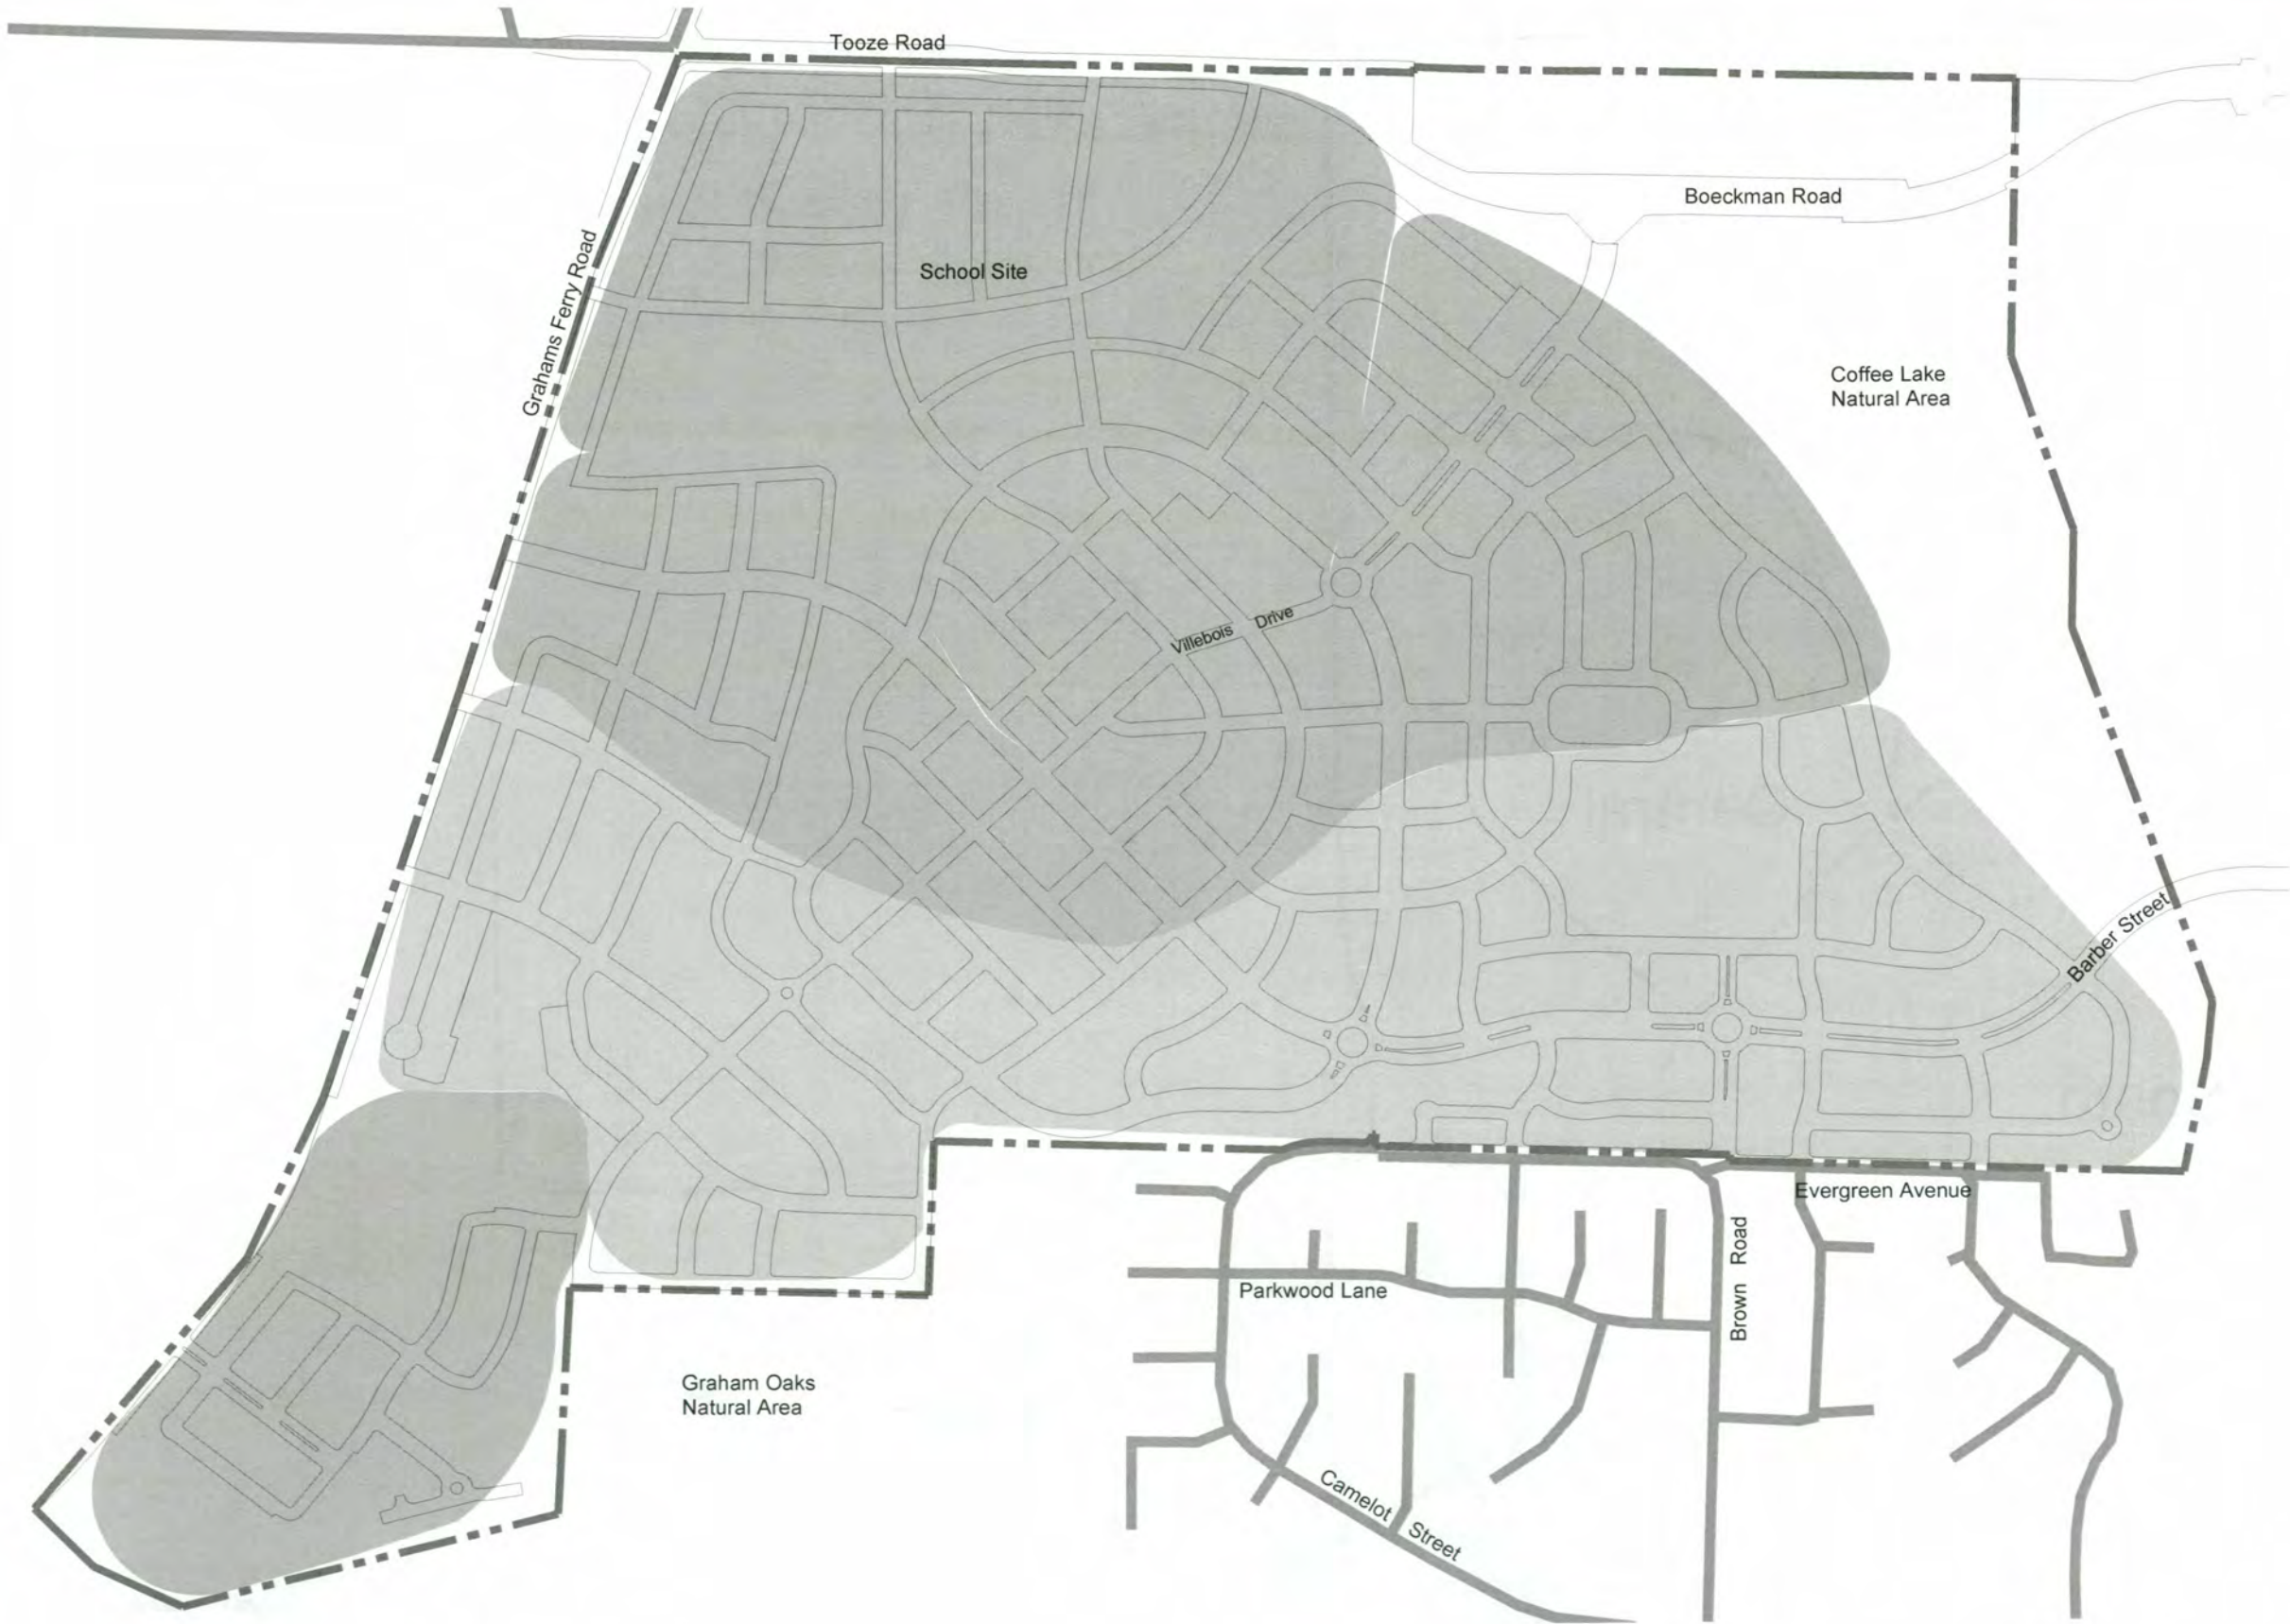 Tooze Road
Boeckman Road
Grahams Ferry Road
School Site
Coffee Lake
Natural Area
Villebois Drive
Barber Street
Evergreen Avenue
Brown Road
Parkwood Lane
Graham Oaks
Natural Area
Camelot Street